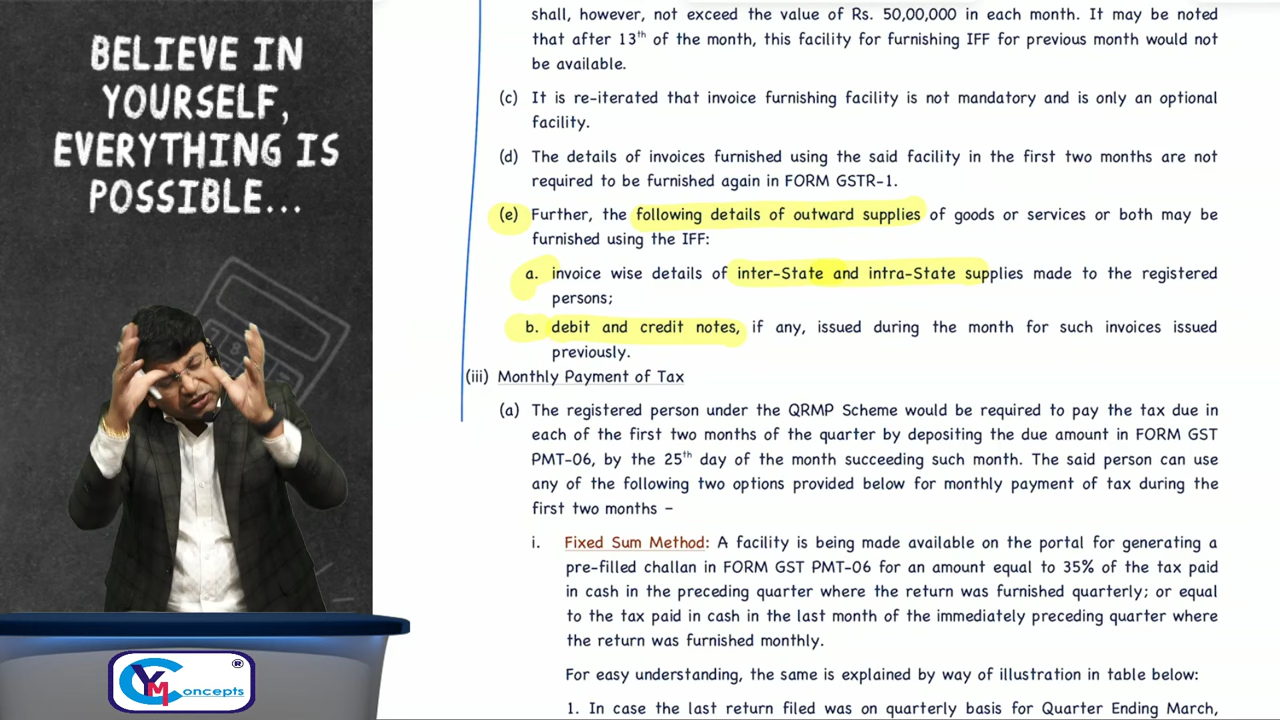 BELIEVE IN
YOURSELF,
EVERYTHING IS
POSSIBLE...
shall, however, not exceed the value of Rs. 50,00,000 in each month. It may be noted
that after 13th of the month, this facility for furnishing IFF for previous month would not
be available.
(c) It is re-iterated that invoice furnishing facility is not mandatory and is only an optional
facility.
(d) The details of invoices furnished using the said facility in the first two months are not
required to be furnished again in FORM GSTR-1.
(e) Further, the following details of outward supplies of goods or services or both may be
furnished using the IFF:
a. invoice wise details of inter-State and intra-State supplies made to the registered
persons;
b. debit and credit notes, if any, issued during the month for such invoices issued
previously.
(iii) Monthly Payment of Tax
(a) The registered person under the QRMP Scheme would be required to pay the tax due in
each of the first two months of the quarter by depositing the due amount in FORM GST
PMT-06, by the 25th day of the month succeeding such month. The said person can use
any of the following two options provided below for monthly payment of tax during the
first two months –
i. Fixed Sum Method: A facility is being made available on the portal for generating a
pre-filled challan in FORM GST PMT-06 for an amount equal to 35% of the tax paid
in cash in the preceding quarter where the return was furnished quarterly; or equal
to the tax paid in cash in the last month of the immediately preceding quarter where
the return was furnished monthly.
For easy understanding, the same is explained by way of illustration in table below:
1. In case the last return filed was on quarterly basis for Quarter Ending March,
CYM oncepts ®